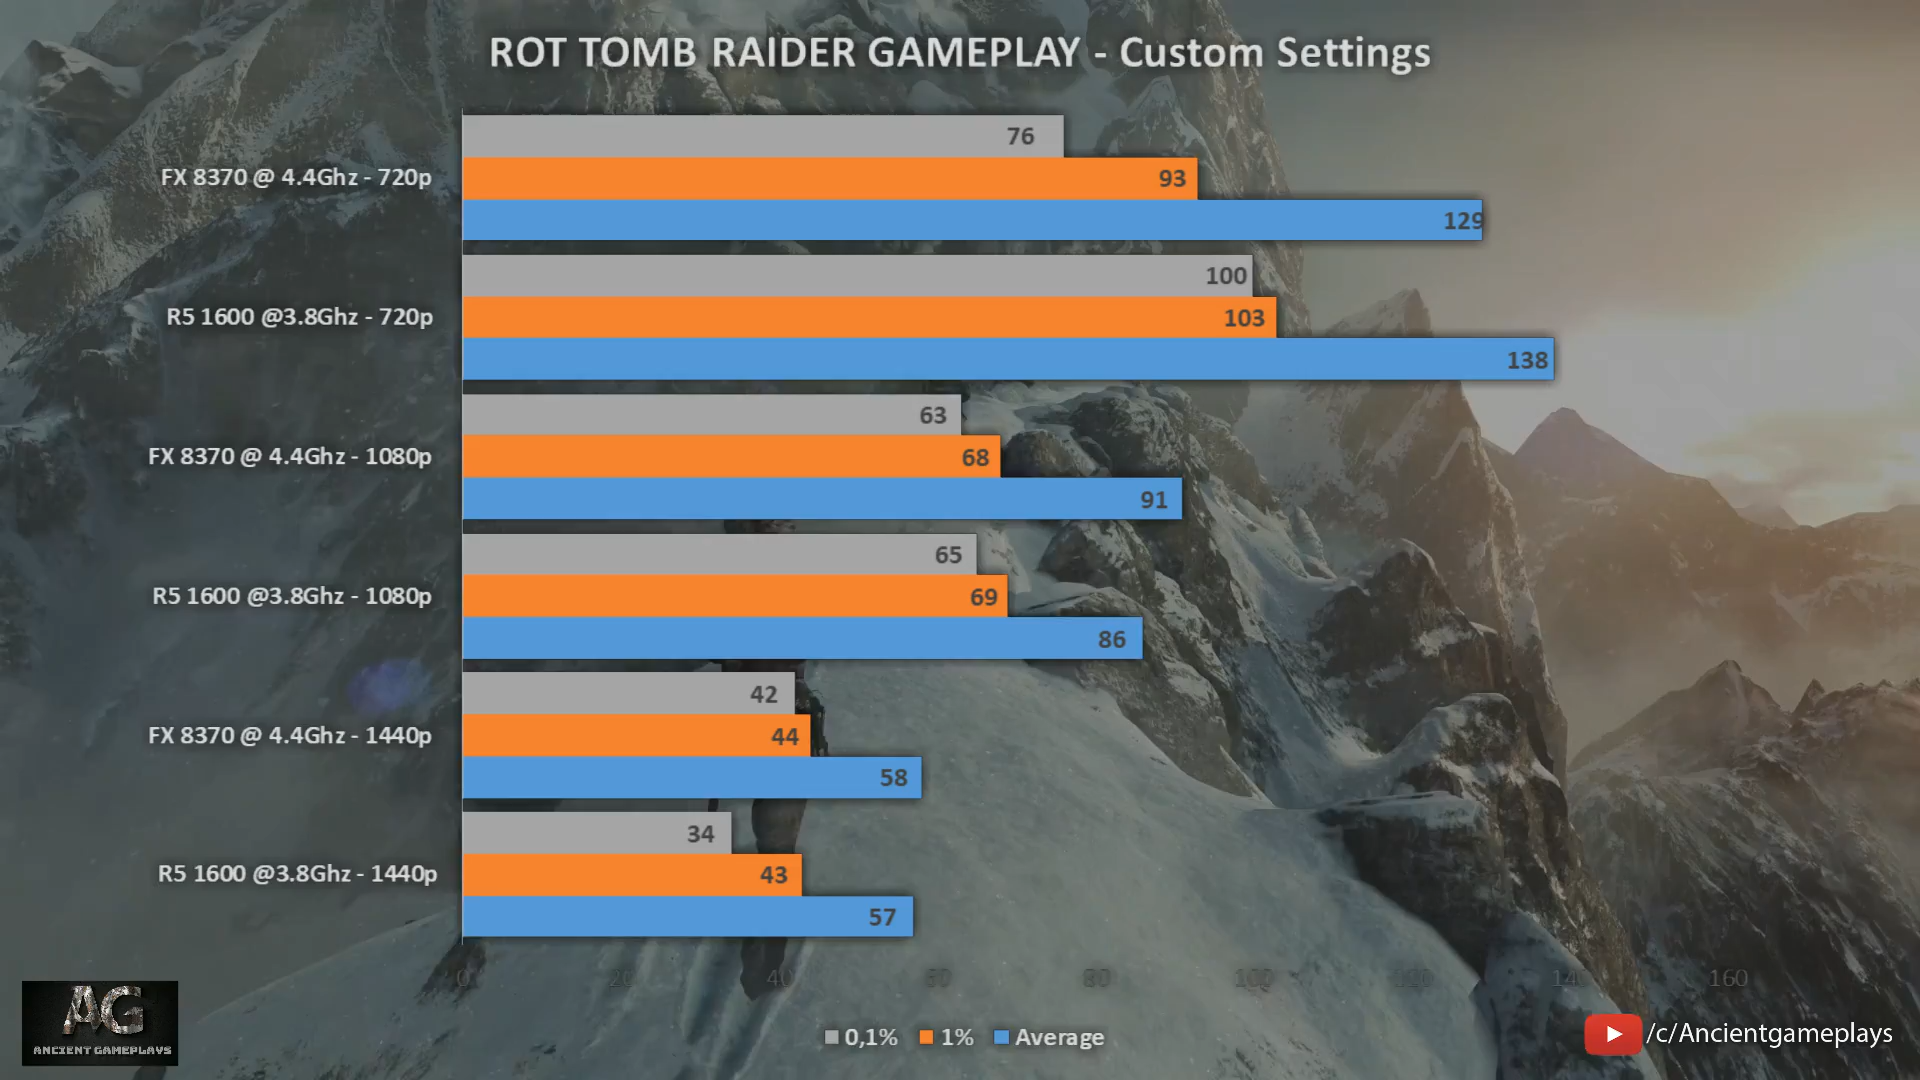 ROT TOMB RAIDER GAMEPLAY - Custom Settings
FX 8370 @ 4.4Ghz - 720p
76
93
129
R5 1600 @3.8Ghz - 720p
100
103
138
FX 8370 @ 4.4Ghz - 1080p
63
68
91
R5 1600 @3.8Ghz - 1080p
65
69
86
FX 8370 @ 4.4Ghz - 1440p
42
44
58
R5 1600 @3.8Ghz - 1440p
34
43
57
0 20 40 60 80 100 120 140 160
0,1% 1% Average
AG
ANCIENT GAMEPLAYS
/c/Ancientgameplays